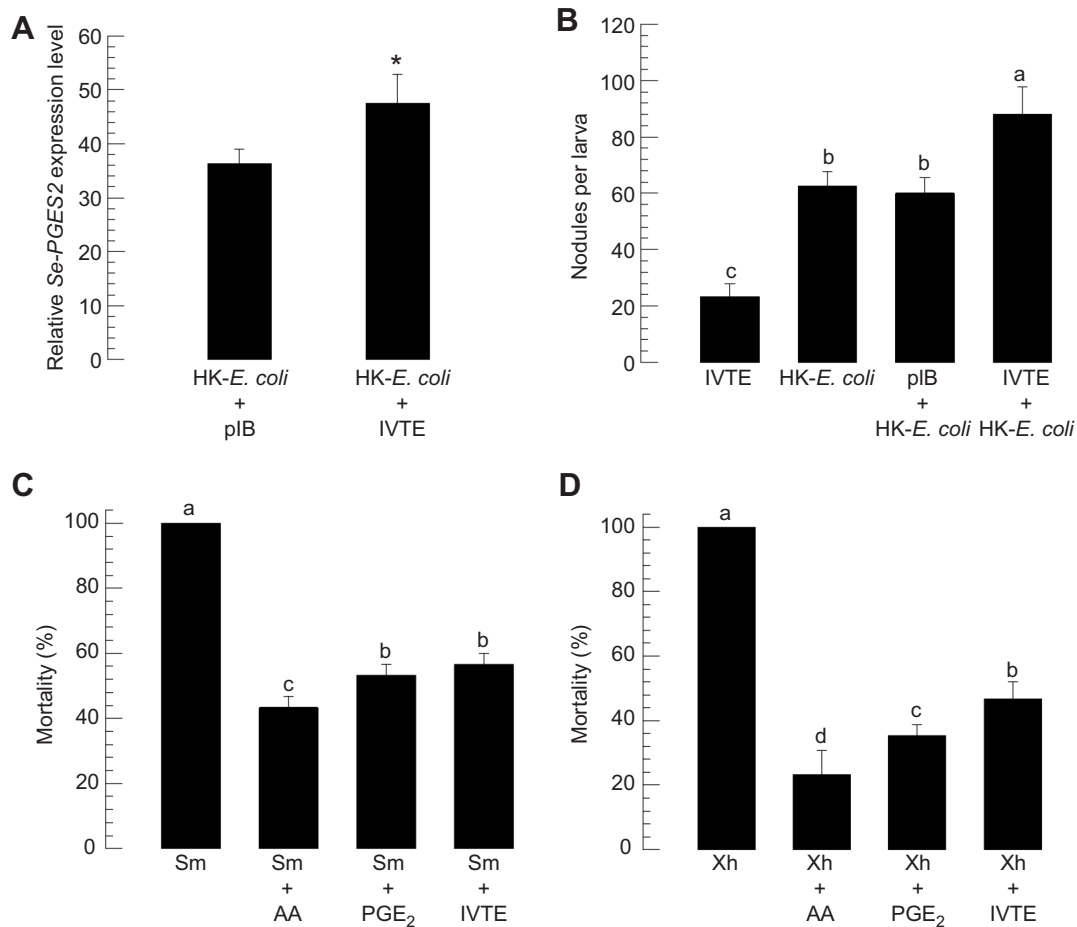 A
Relative Se-PGES2 expression level
60
50
40
30
20
10
0
*
HK-E. coli
+
pIB
HK-E. coli
+
IVTE
B
Nodules per larva
120
100
80
60
40
20
0
c
b
b
a
IVTE
HK-E. coli
pIB
+
HK-E. coli
IVTE
+
HK-E. coli
C
Mortality (%)
100
80
60
40
20
0
a
c
b
b
Sm
Sm
+
AA
Sm
+
PGE2
Sm
+
IVTE
D
Mortality (%)
100
80
60
40
20
0
a
d
c
b
Xh
Xh
+
AA
Xh
+
PGE2
Xh
+
IVTE